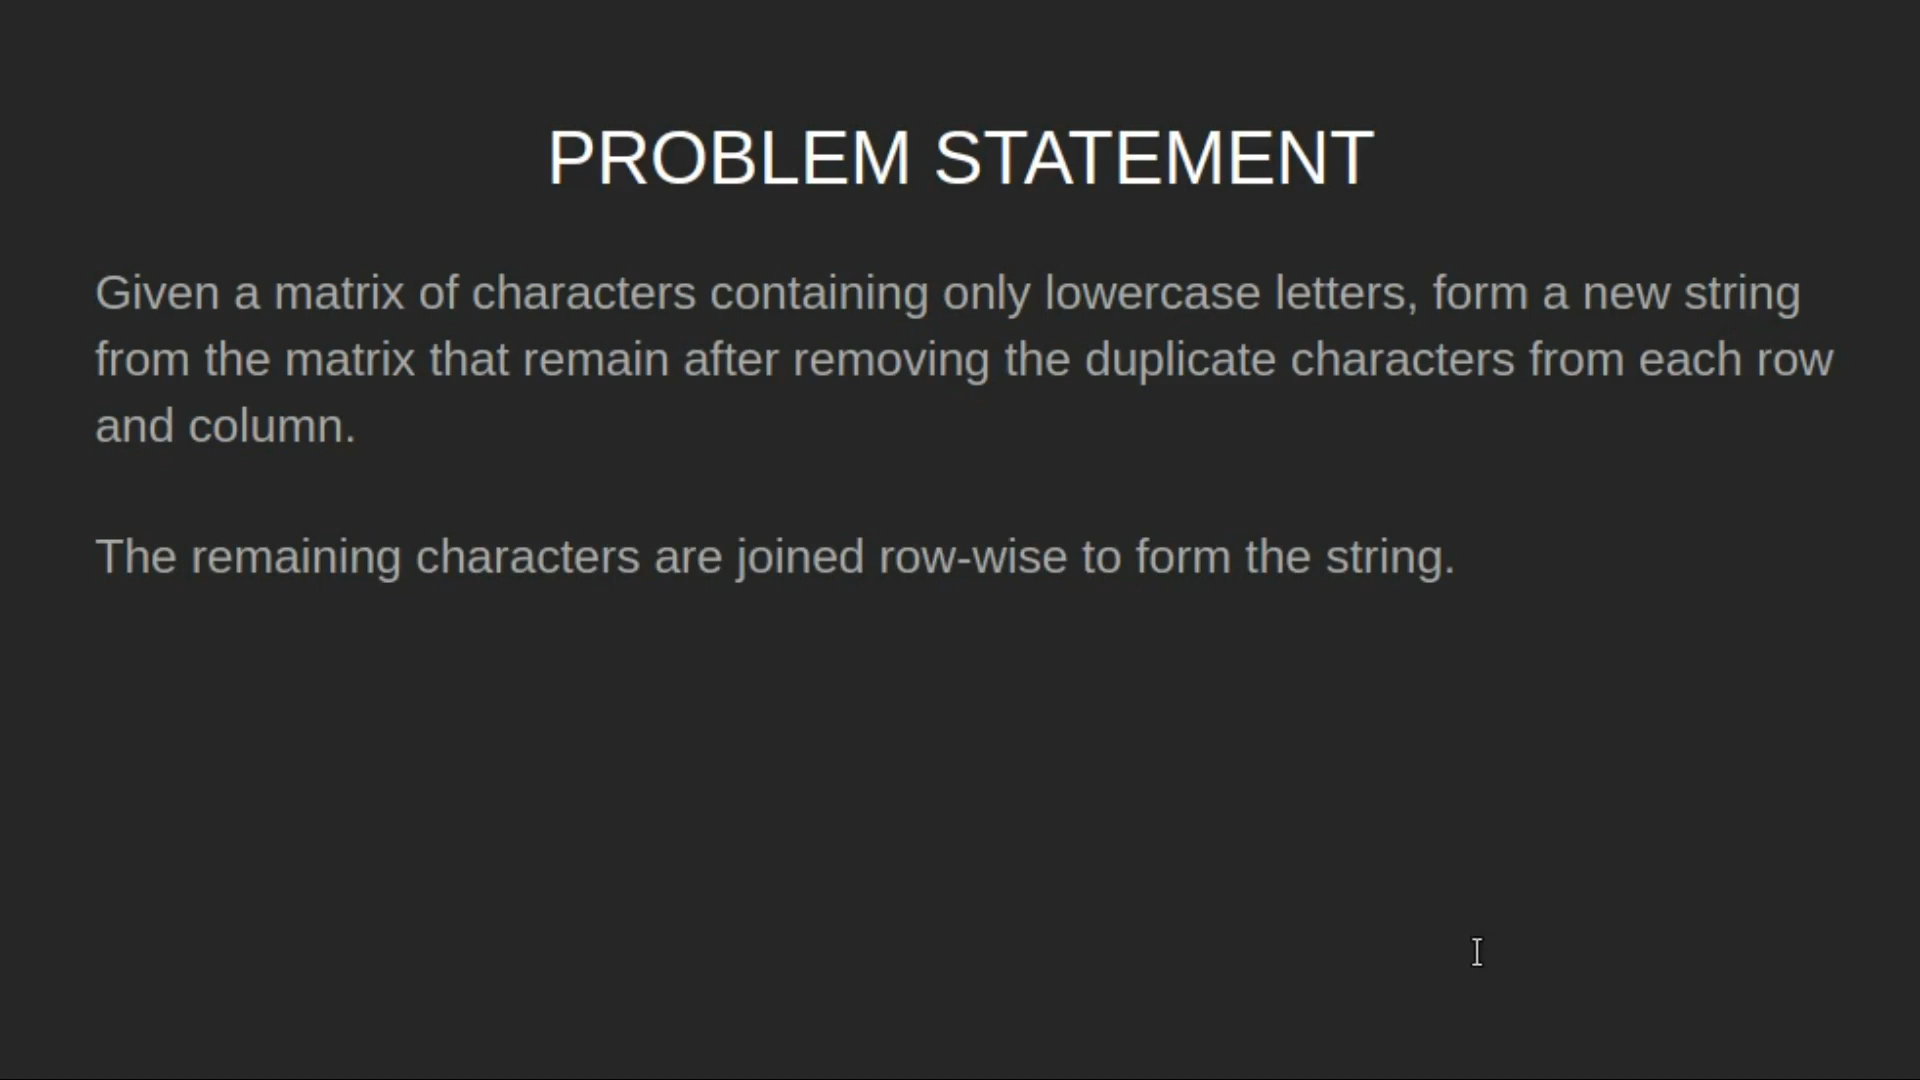 PROBLEM STATEMENT
Given a matrix of characters containing only lowercase letters, form a new string
from the matrix that remain after removing the duplicate characters from each row
and column.
The remaining characters are joined row-wise to form the string.